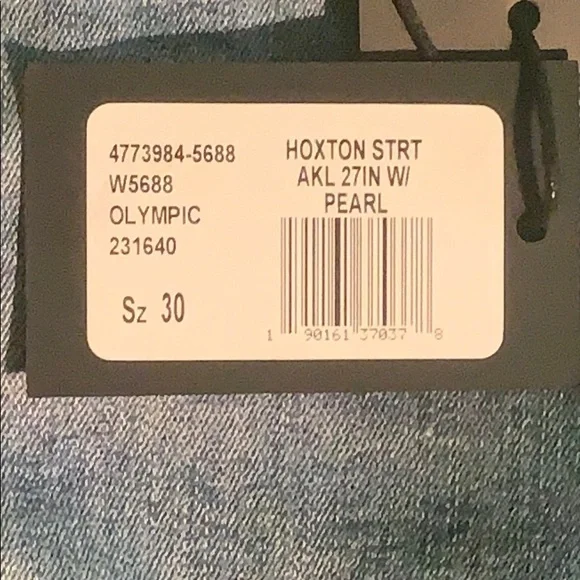 4773984-5688
W5688
OLYMPIC
231640
Sz 30
HOXTON STRT
AKL 27IN W/
PEARL
1 90161 37037 8